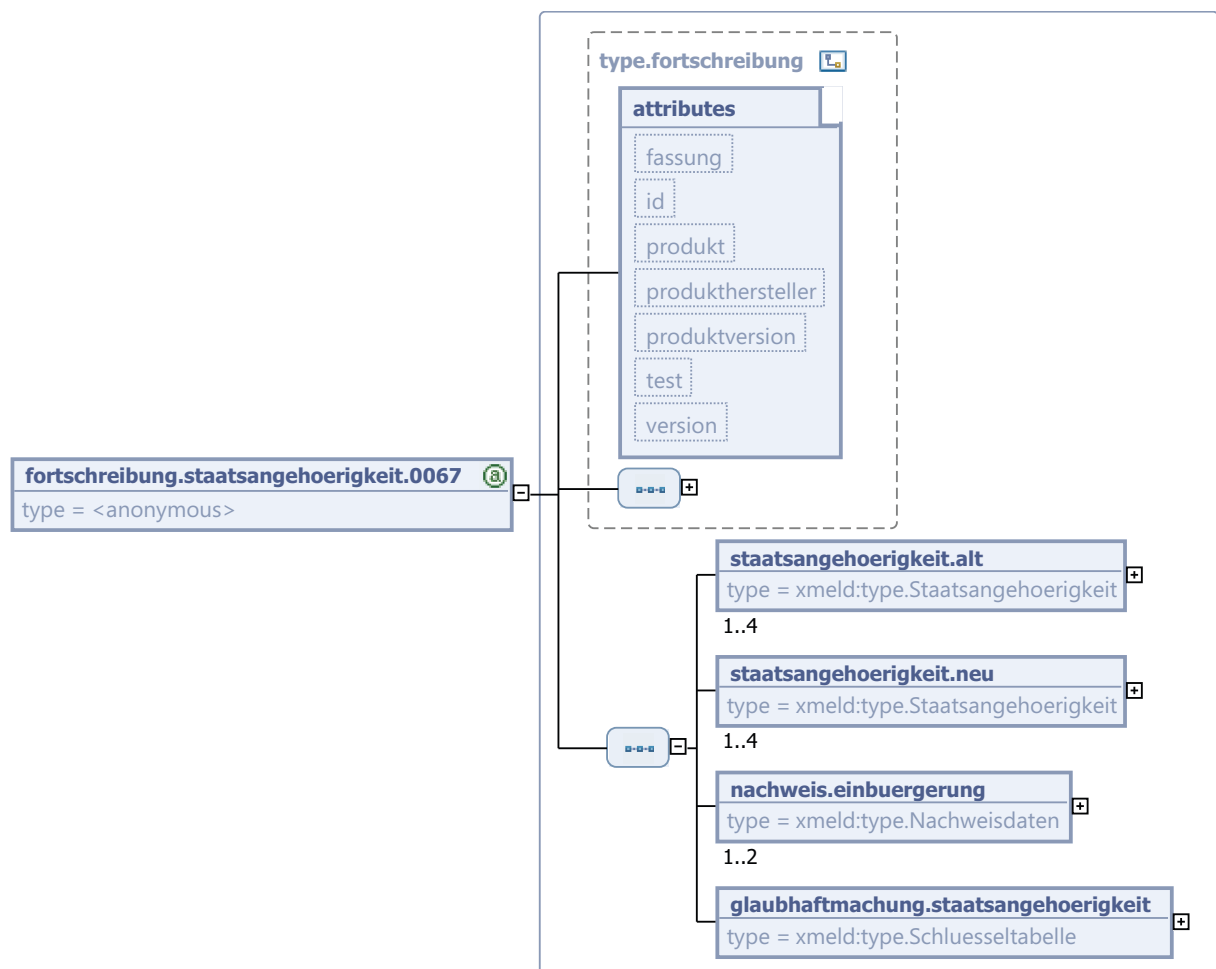 type.fortschreibung
attributes
fassung
id
produkt
produkthersteller
produktversion
test
version
fortschreibung.staatsangehoerigkeit.0067 @
type = <anonymous>
staatsangehoerigkeit.alt
type = xmeld:type.Staatsangehoerigkeit
1..4
staatsangehoerigkeit.neu
type = xmeld:type.Staatsangehoerigkeit
1..4
nachweis.einbuergerung
type = xmeld:type.Nachweisdaten
1..2
glaubhaftmachung.staatsangehoerigkeit
type = xmeld:type.Schluesseltabelle